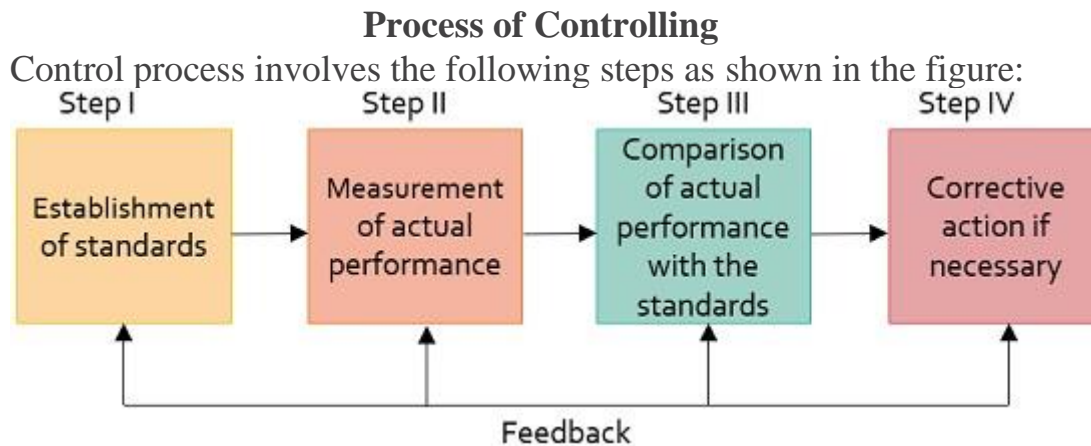 Process of Controlling
Control process involves the following steps as shown in the figure:
Step I
Step II
Step III
Step IV
Establishment
of standards
Measurement
of actual
performance
Comparison
of actual
performance
with the
standards
Corrective
action if
necessary
Feedback